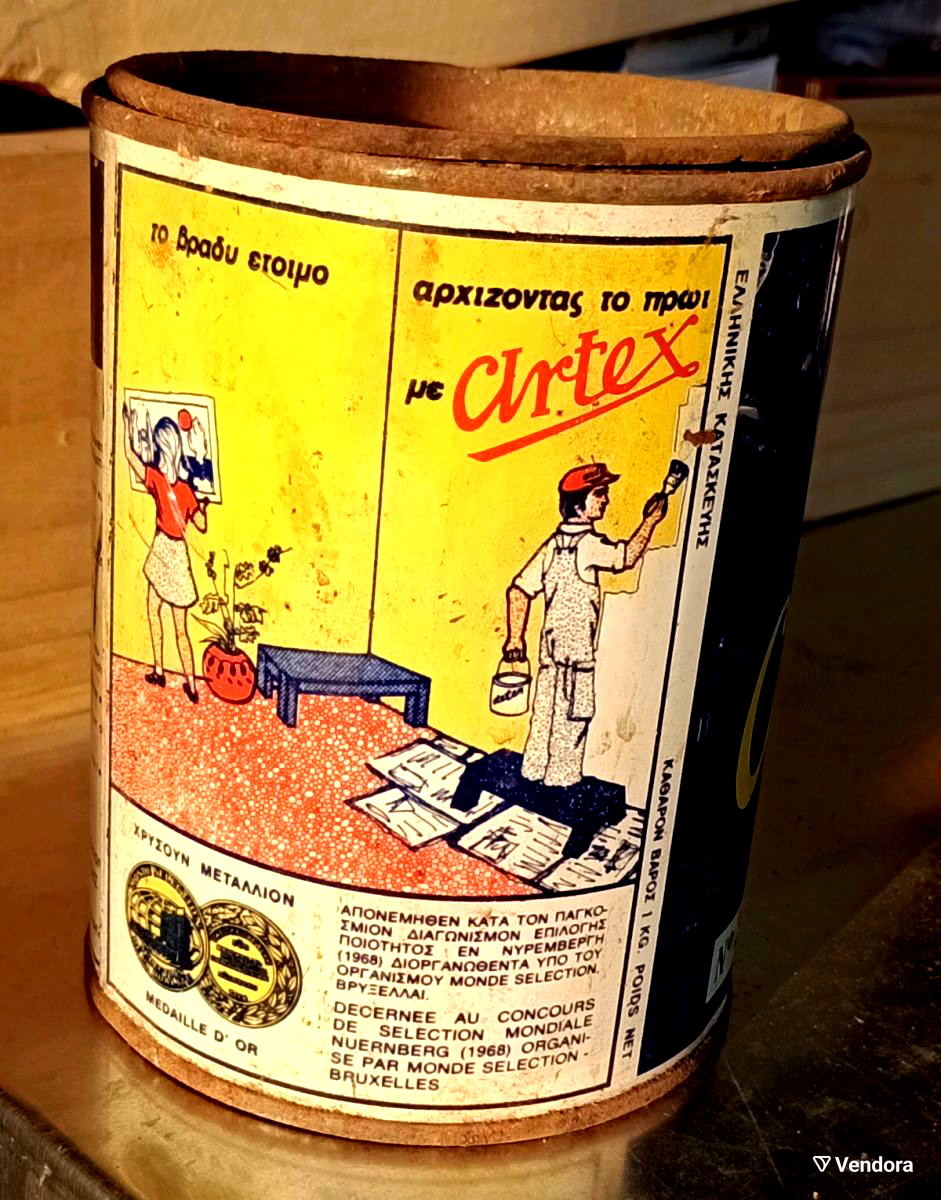 το βραδυ ετοιμο
αρχιζοντας το πρωι
με artex
ΕΛΛΗΝΙΚΗΣ ΚΑΤΑΣΚΕΥΗΣ
ΚΑΘΑΡΟΝ ΒΑΡΟΣ 1 KG. POIDS NET
ΧΡΥΣΟΥΝ ΜΕΤΑΛΛΙΟΝ
MEDAILLE D' OR
ΑΠΟΝΕΜΗΘΕΝ ΚΑΤΑ ΤΟΝ ΠΑΓΚΟ-
ΣΜΙΟΝ ΔΙΑΓΩΝΙΣΜΟΝ ΕΠΙΛΟΓΗΣ
ΠΟΙΟΤΗΤΟΣ ΕΝ ΝΥΡΕΜΒΕΡΓΗ
(1968) ΔΙΟΡΓΑΝΩΘΕΝΤΑ ΥΠΟ ΤΟΥ
ΟΡΓΑΝΙΣΜΟΥ MONDE SELECTION,
ΒΡΥΞΕΛΛΑΙ.
DECERNEE AU CONCOURS
DE SELECTION MONDIALE
NUERNBERG (1968) ORGANI-
SE PAR MONDE SELECTION -
BRUXELLES
Vendora